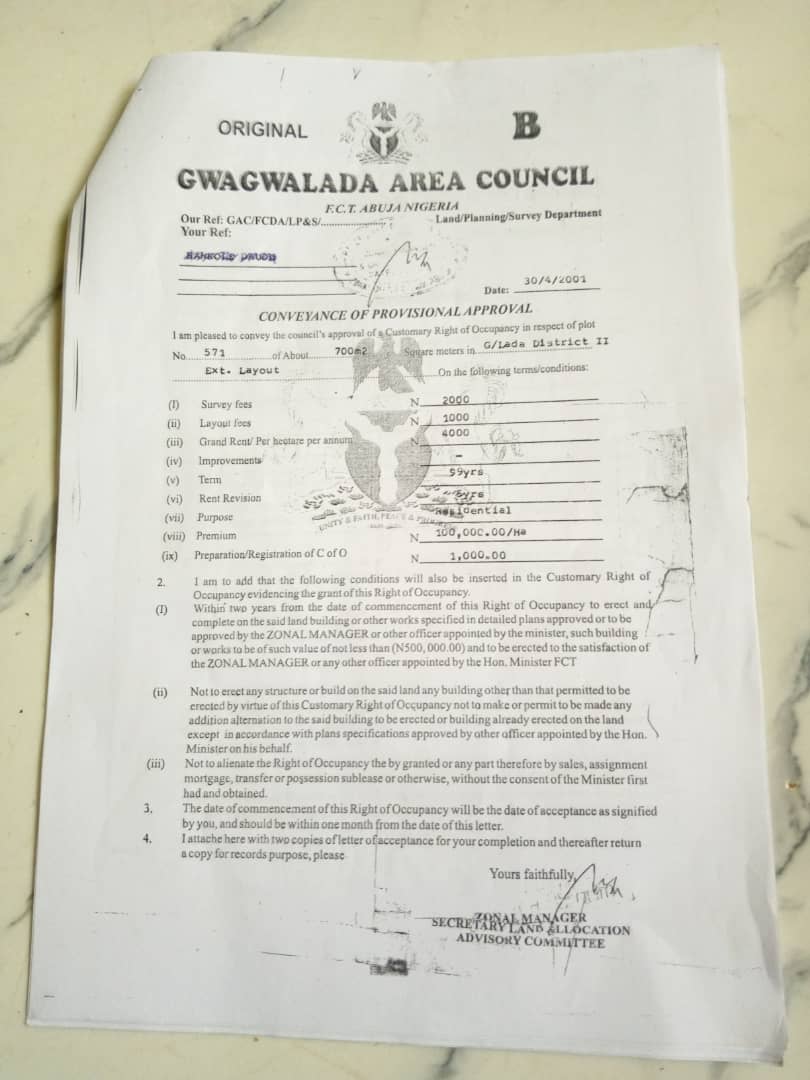 ORIGINAL
B
GWAGWALADA AREA COUNCIL
F.C.T. ABUJA NIGERIA
Our Ref: GAC/FCDA/LP&S/.....................
Land/Planning/Survey Department
Your Ref:
Date: 30/4/2001
CONVEYANCE OF PROVISIONAL APPROVAL
I am pleased to convey the council's approval of a Customary Right of Occupancy in respect of plot
No. 571 of About 700m2 Square meters in G/Lada District II
Ext. Layout On the following terms/conditions:
(I) Survey fees N 2000
(ii) Layout fees N 1000
(iii) Grand Rent/ Per hectare per annum N 4000
(iv) Improvements -
(v) Term 99yrs
(vi) Rent Revision 5yrs
(vii) Purpose Residential
(viii) Premium N 100,000.00/Ha
(ix) Preparation/Registration of C of O N 1,000.00
UNITY & FAITH, PEACE &
2. I am to add that the following conditions will also be inserted in the Customary Right of
Occupancy evidencing the grant of this Right of Occupancy.
(I) Within two years from the date of commencement of this Right of Occupancy to erect and
complete on the said land building or other works specified in detailed plans approved or to be
approved by the ZONAL MANAGER or other officer appointed by the minister, such building
or works to be of such value of not less than (N500, 000.00) and to be erected to the satisfaction of
the ZONAL MANAGER or any other officer appointed by the Hon. Minister FCT
(ii) Not to erect any structure or build on the said land any building other than that permitted to be
erected by virtue of this Customary Right of Occupancy not to make or permit to be made any
addition alternation to the said building to be erected or building already erected on the land
except in accordance with plans specifications approved by other officer appointed by the Hon.
Minister on his behalf.
(iii) Not to alienate the Right of Occupancy the by granted or any part therefore by sales, assignment
mortgage, transfer or possession sublease or otherwise, without the consent of the Minister first
had and obtained.
3. The date of commencement of this Right of Occupancy will be the date of acceptance as signified
by you, and should be within one month from the date of this letter.
4. I attache here with two copies of letter of acceptance for your completion and thereafter return
a copy for records purpose, please
Yours faithfully,
ZONAL MANAGER
SECRETARY LAND ALLOCATION
ADVISORY COMMITTEE